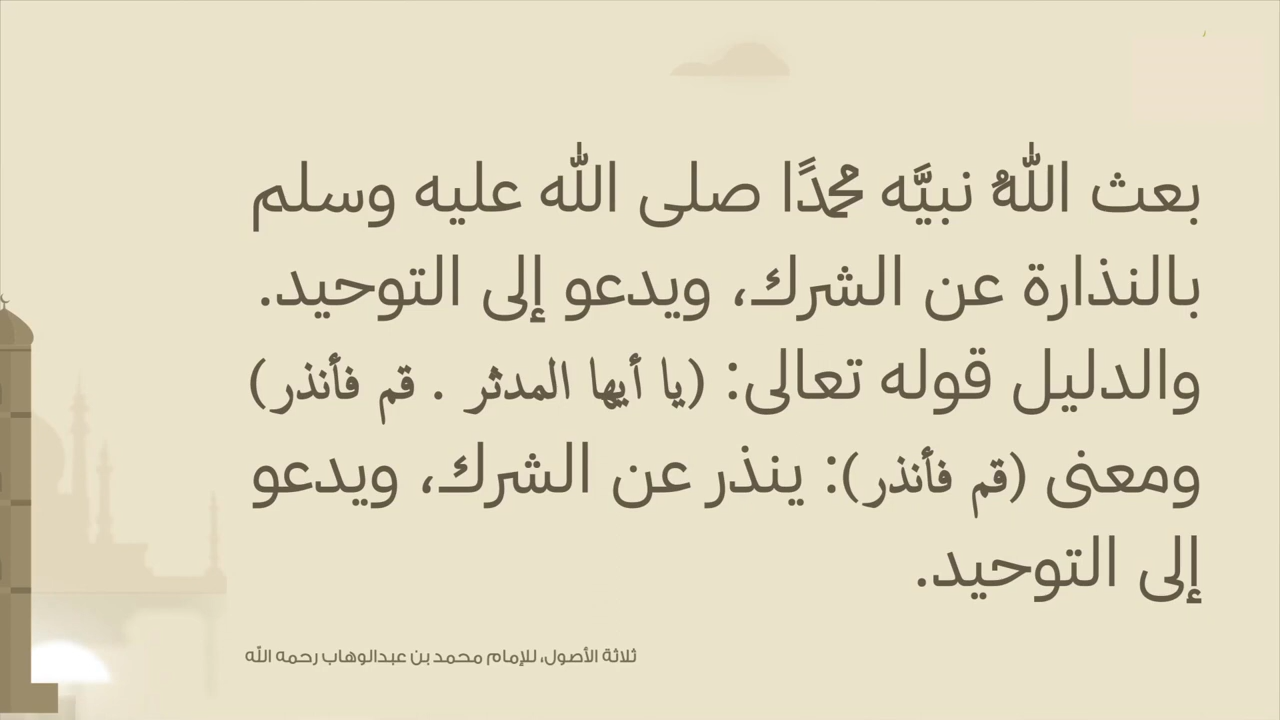 بعث اللهُ نبيَّه محمدًا صلى الله عليه وسلم
بالنذارة عن الشرك، ويدعو إلى التوحيد.
والدليل قوله تعالى: (يا أيها المدثر . قم فأنذر)
ومعنى (قم فأنذر): ينذر عن الشرك، ويدعو
إلى التوحيد.
ثلاثة الأصول، للإمام محمد بن عبدالوهاب رحمه الله